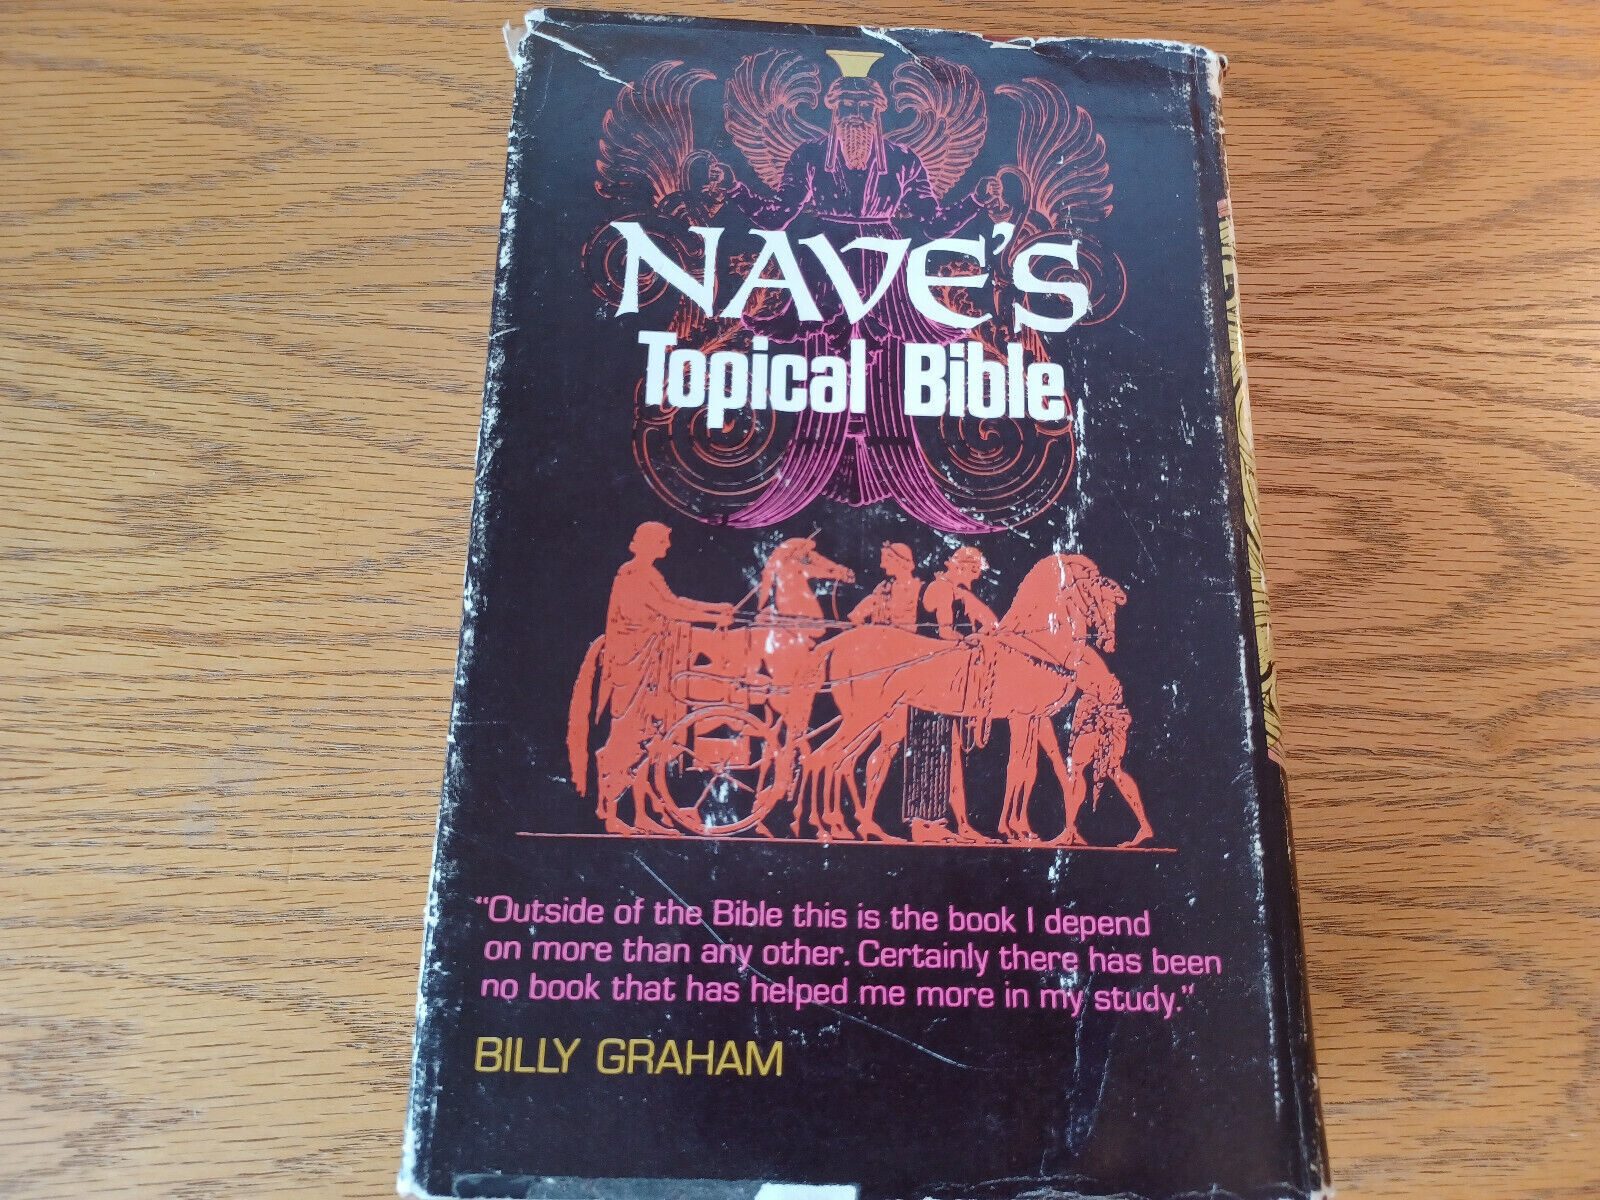 NAVE'S
Topical Bible
"Outside of the Bible this is the book I depend
on more than any other. Certainly there has been
no book that has helped me more in my study."
BILLY GRAHAM